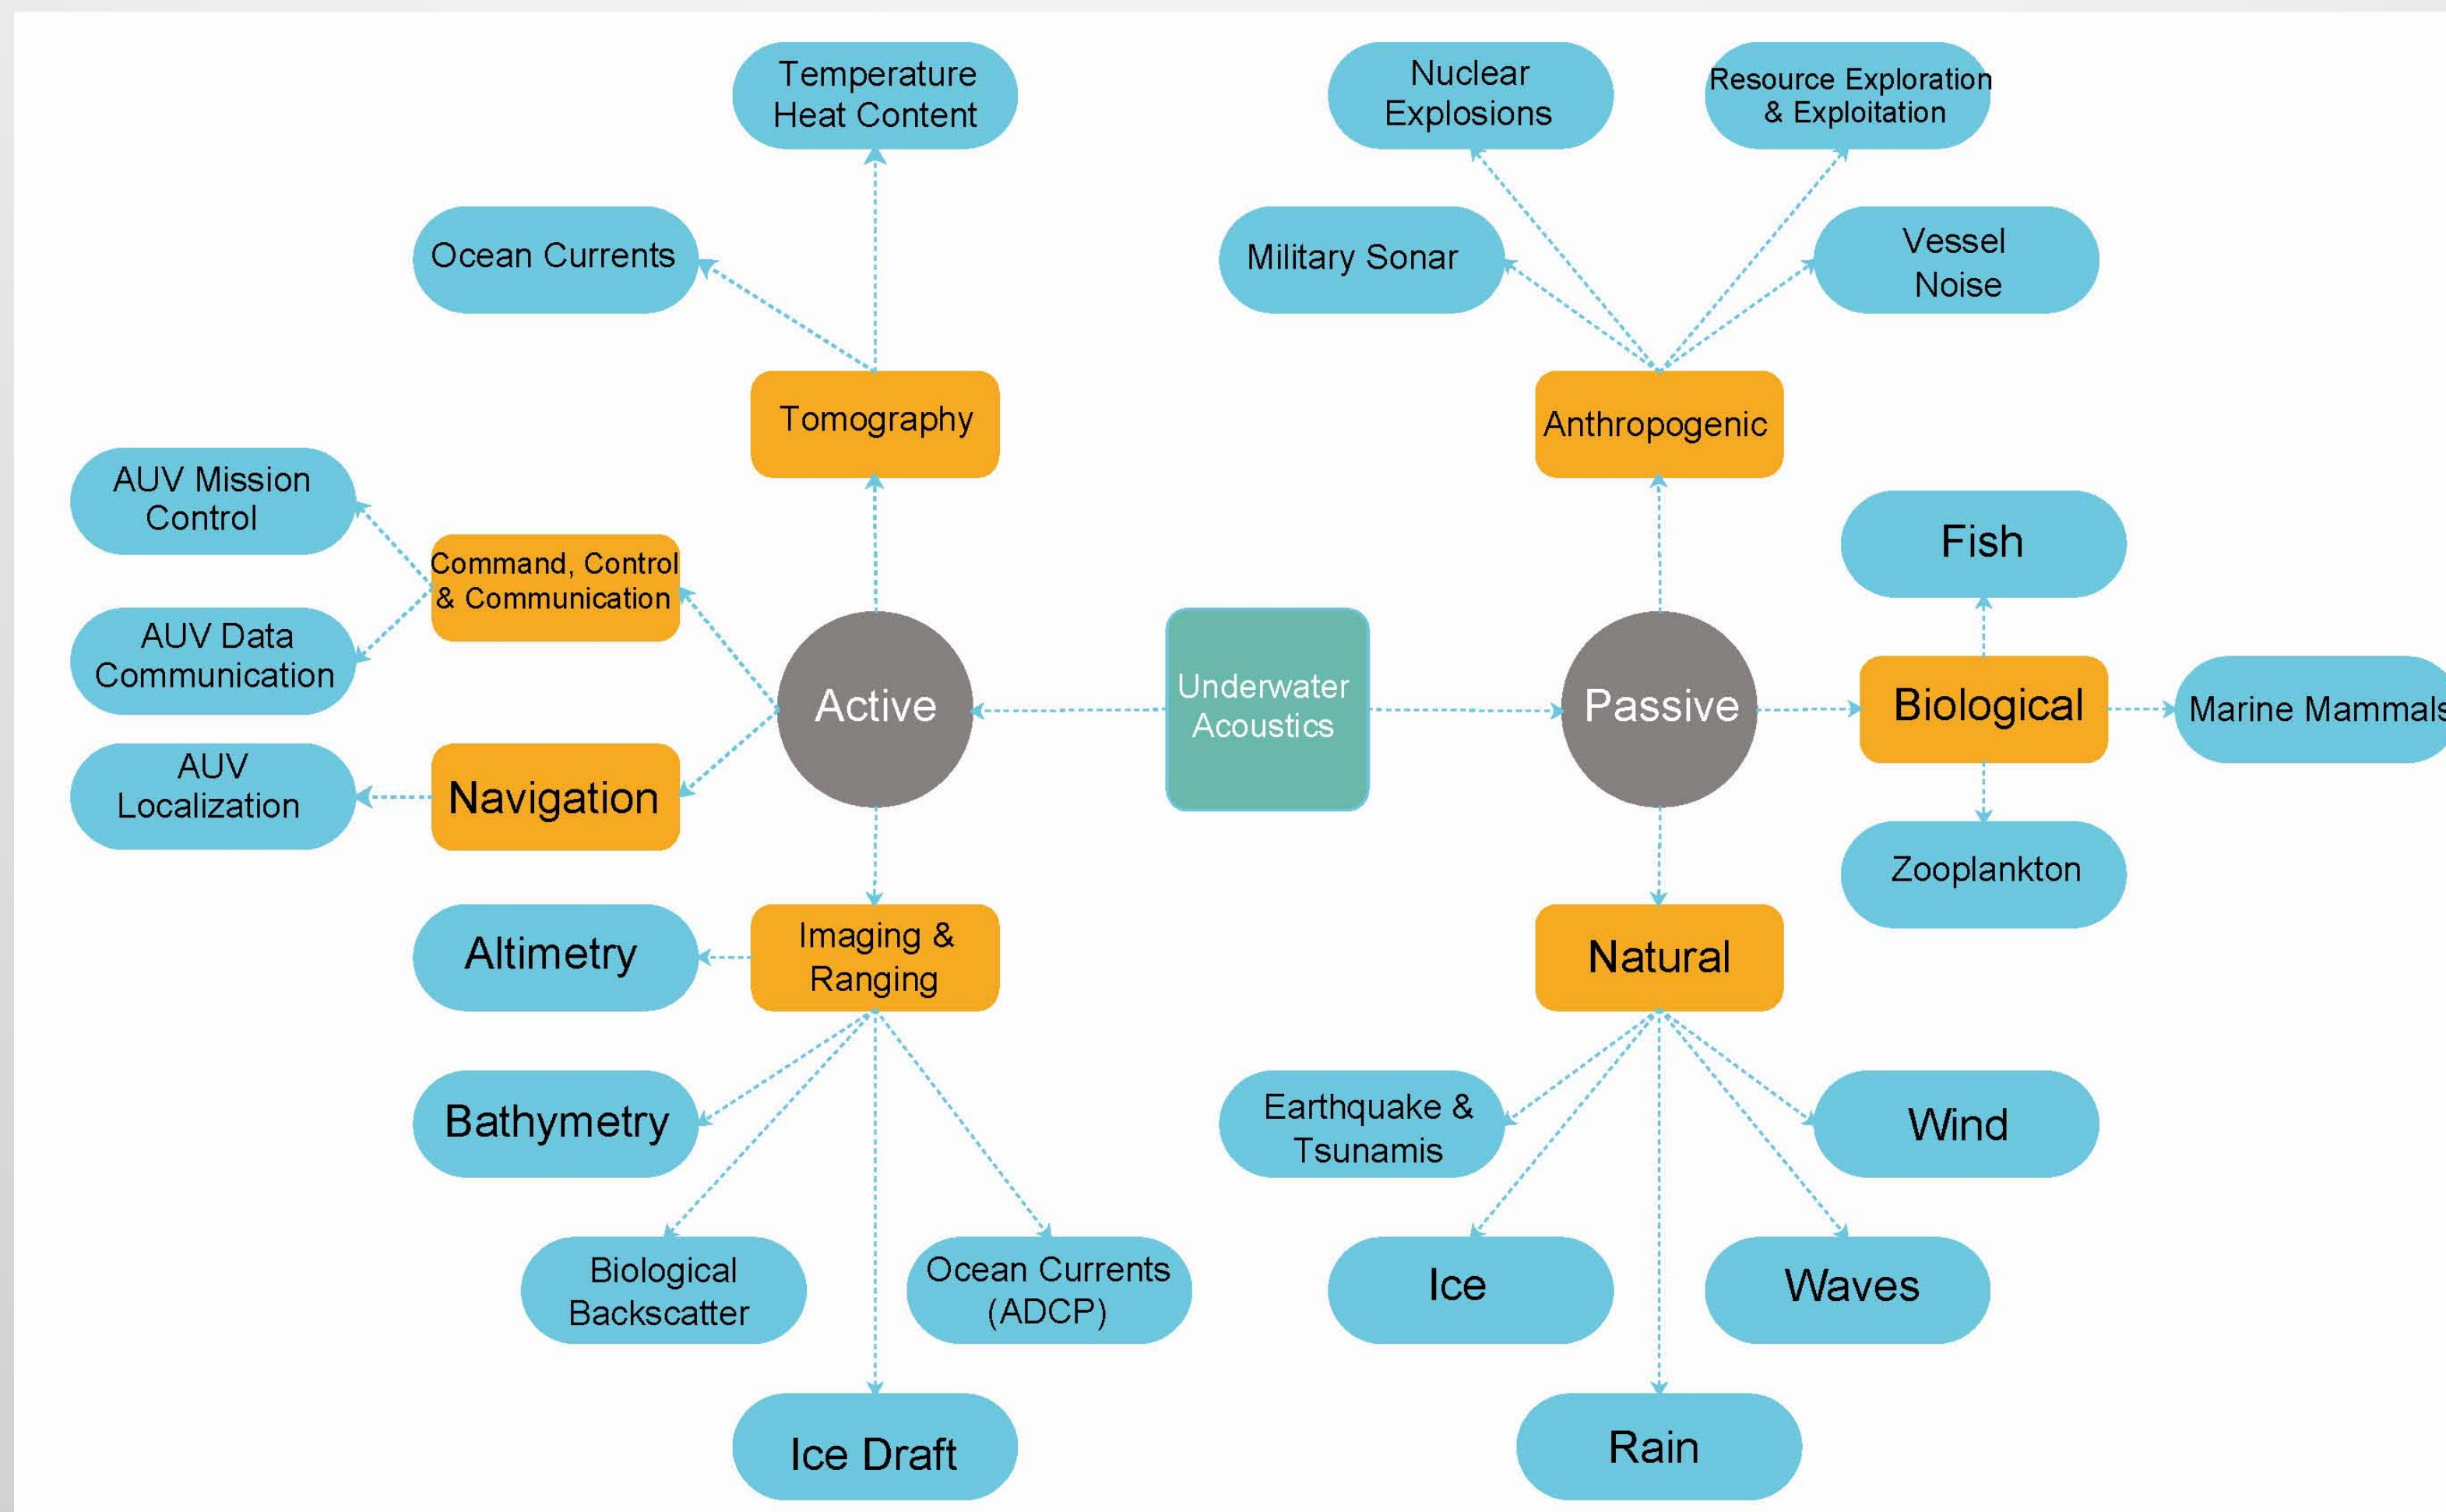 Temperature
Heat Content
Nuclear
Explosions
Resource Exploration
& Exploitation
Ocean Currents
Military Sonar
Vessel
Noise
Tomography
Anthropogenic
AUV Mission
Control
Command, Control
& Communication
Fish
AUV Data
Communication
Active
Underwater
Acoustics
Passive
Biological
Marine Mammals
AUV
Localization
Navigation
Zooplankton
Altimetry
Imaging &
Ranging
Natural
Bathymetry
Earthquake &
Tsunamis
Wind
Biological
Backscatter
Ocean Currents
(ADCP)
Ice
Waves
Ice Draft
Rain